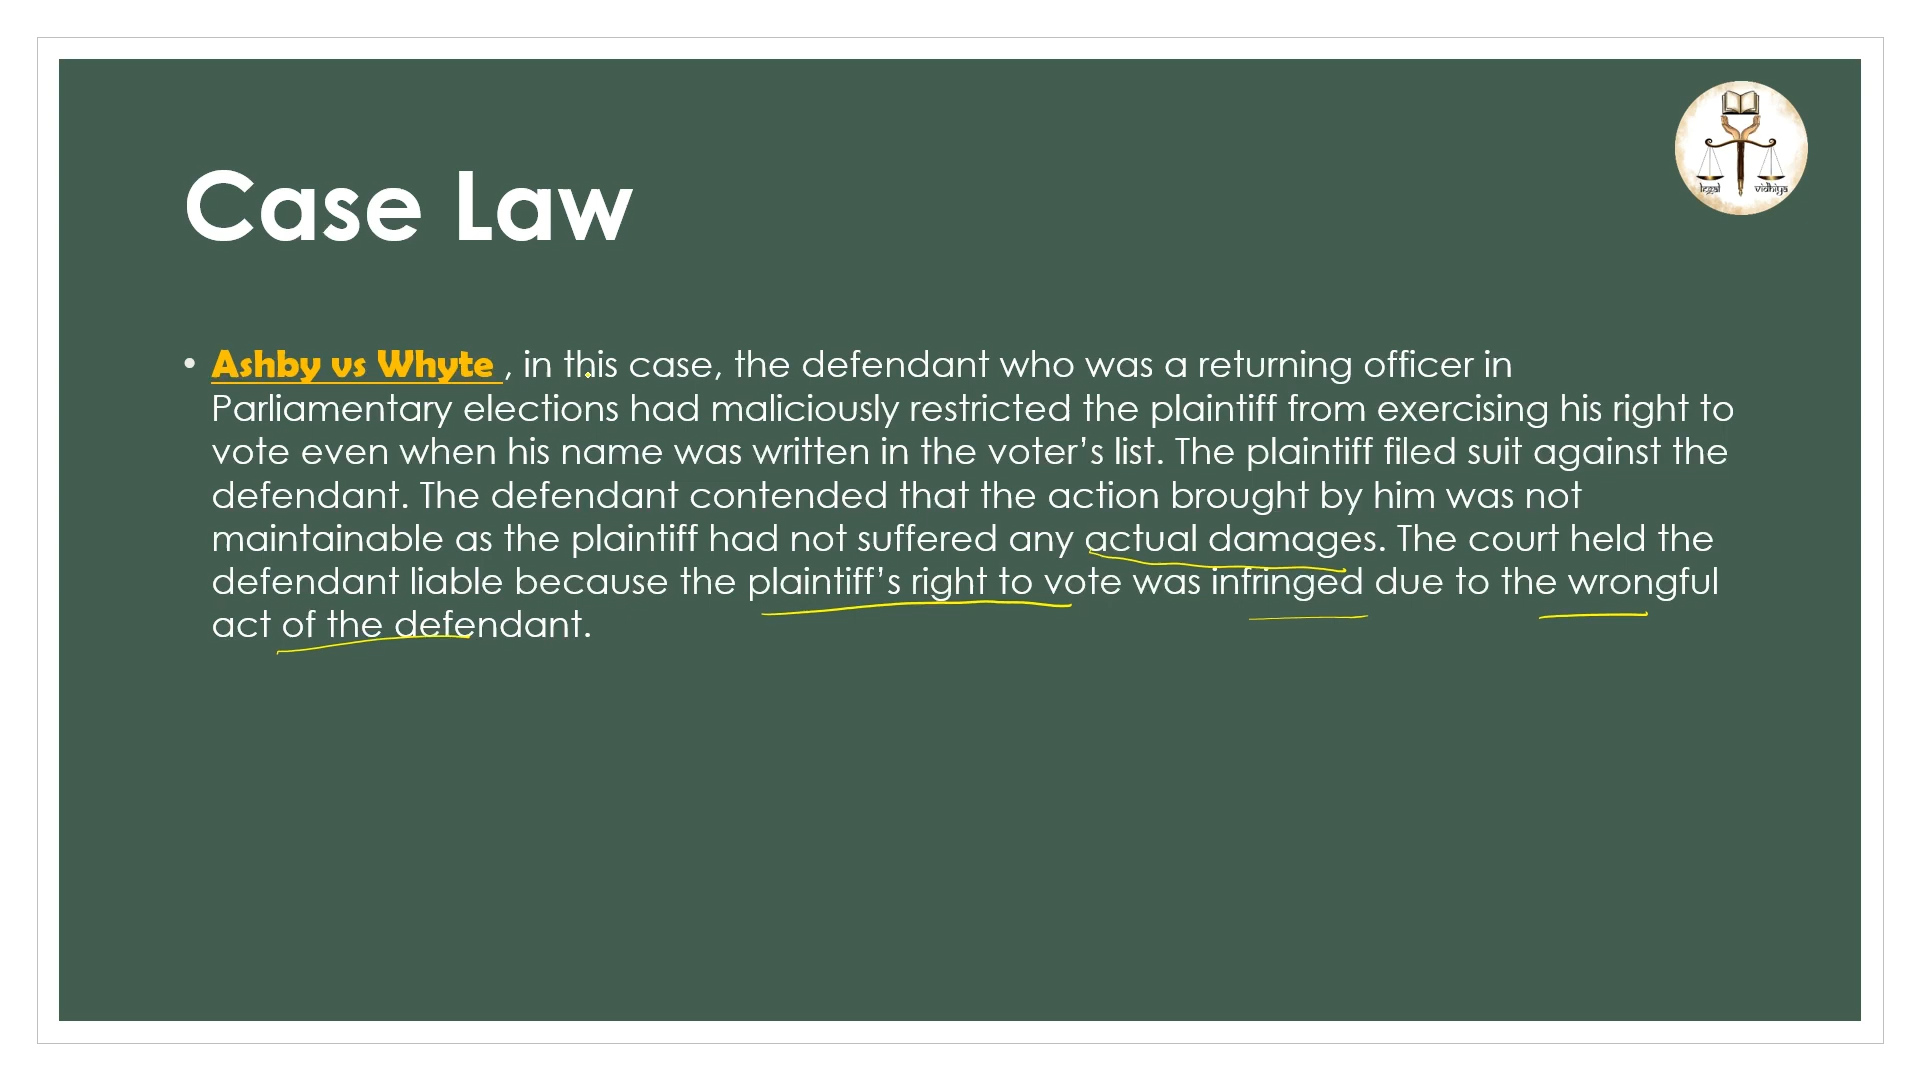 legal vidhiya
Case Law
• Ashby vs Whyte , in this case, the defendant who was a returning officer in
Parliamentary elections had maliciously restricted the plaintiff from exercising his right to
vote even when his name was written in the voter’s list. The plaintiff filed suit against the
defendant. The defendant contended that the action brought by him was not
maintainable as the plaintiff had not suffered any actual damages. The court held the
defendant liable because the plaintiff’s right to vote was infringed due to the wrongful
act of the defendant.